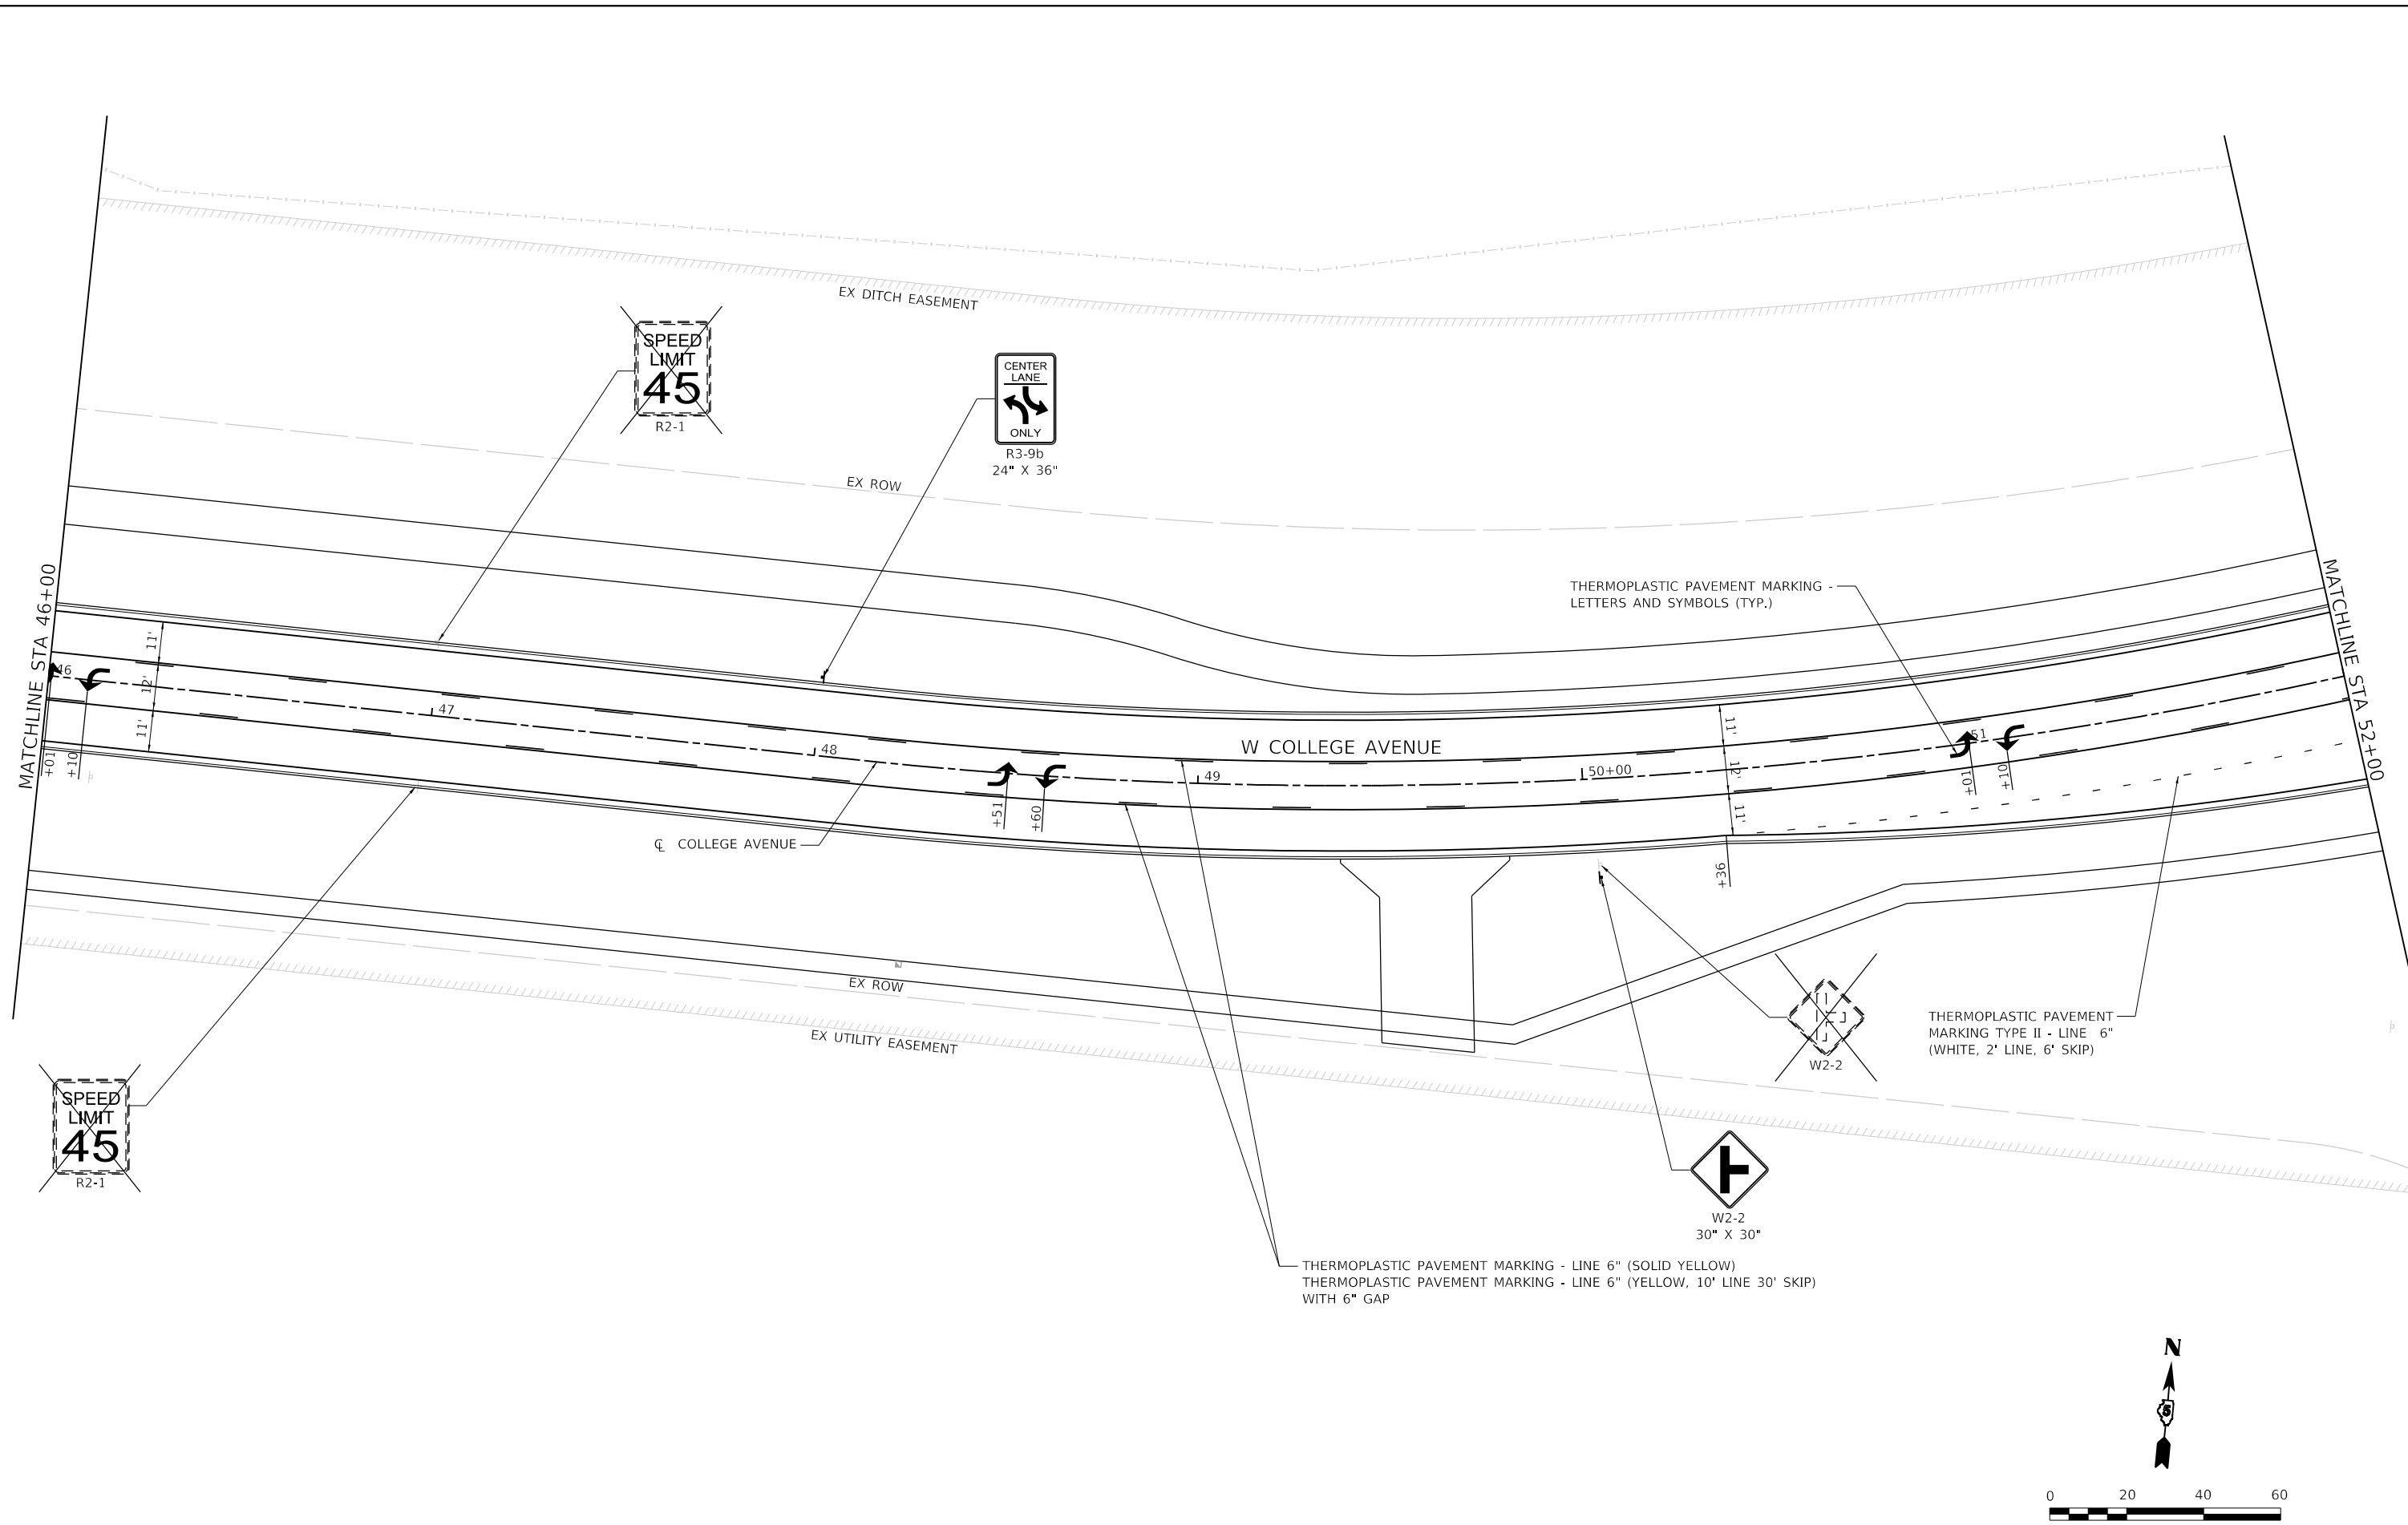 EX DITCH EASEMENT
SPEED
LIMIT
45
R2-1
CENTER
LANE
ONLY
R3-9b
24" X 36"
EX ROW
MATCHLINE STA 46+00
THERMOPLASTIC PAVEMENT MARKING -
LETTERS AND SYMBOLS (TYP.)
MATCHLINE STA 52+00
11'
12'
11'
46
+01
+10
47
48
W COLLEGE AVENUE
49
50+00
51
11'
12'
11'
+51
+60
+01
+10
+36
℄ COLLEGE AVENUE
EX ROW
EX UTILITY EASEMENT
SPEED
LIMIT
45
R2-1
W2-2
THERMOPLASTIC PAVEMENT
MARKING TYPE II - LINE 6"
(WHITE, 2' LINE, 6' SKIP)
W2-2
30" X 30"
THERMOPLASTIC PAVEMENT MARKING - LINE 6" (SOLID YELLOW)
THERMOPLASTIC PAVEMENT MARKING - LINE 6" (YELLOW, 10' LINE 30' SKIP)
WITH 6" GAP
N
5
0 20 40 60